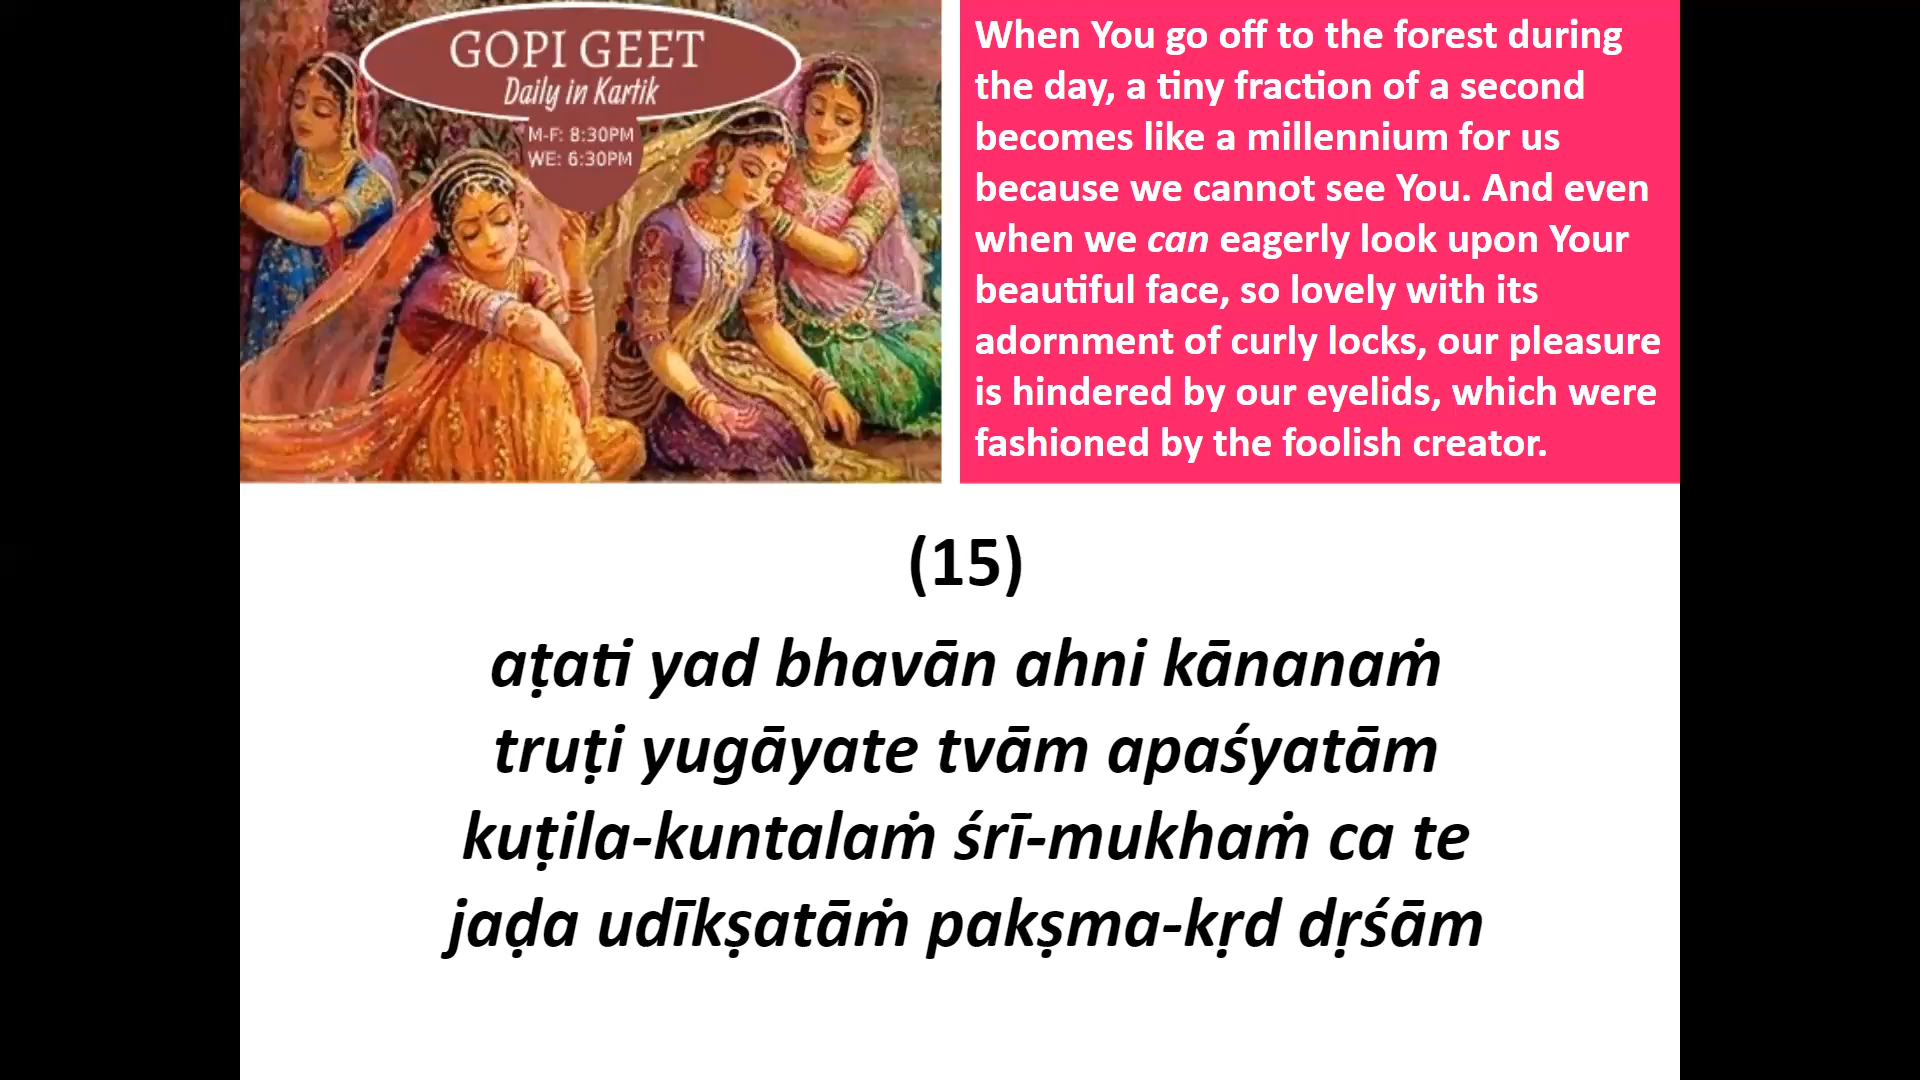 GOPI GEET
Daily in Kartik
M-F: 8:30PM
WE: 6:30PM
When You go off to the forest during
the day, a tiny fraction of a second
becomes like a millennium for us
because we cannot see You. And even
when we can eagerly look upon Your
beautiful face, so lovely with its
adornment of curly locks, our pleasure
is hindered by our eyelids, which were
fashioned by the foolish creator.
(15)
aṭati yad bhavān ahni kānanaṁ
truṭi yugāyate tvām apaśyatām
kuṭila-kuntalaṁ śrī-mukhaṁ ca te
jaḍa udīkṣatāṁ pakṣma-kṛd dṛśām